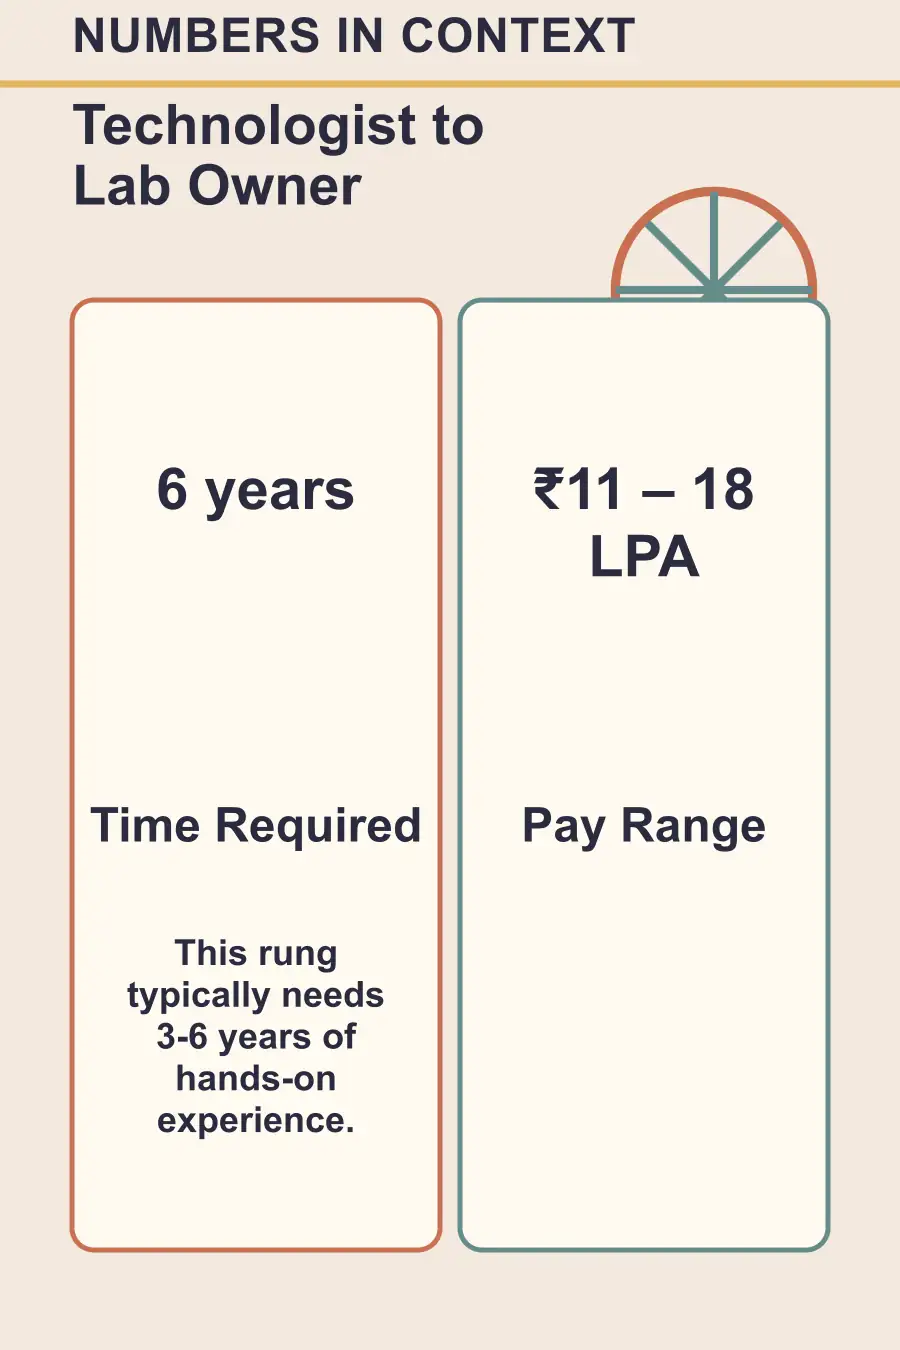 NUMBERS IN CONTEXT
Technologist to
Lab Owner
6 years
Time Required
This rung
typically needs
3-6 years of
hands-on
experience.
₹11 – 18
LPA
Pay Range